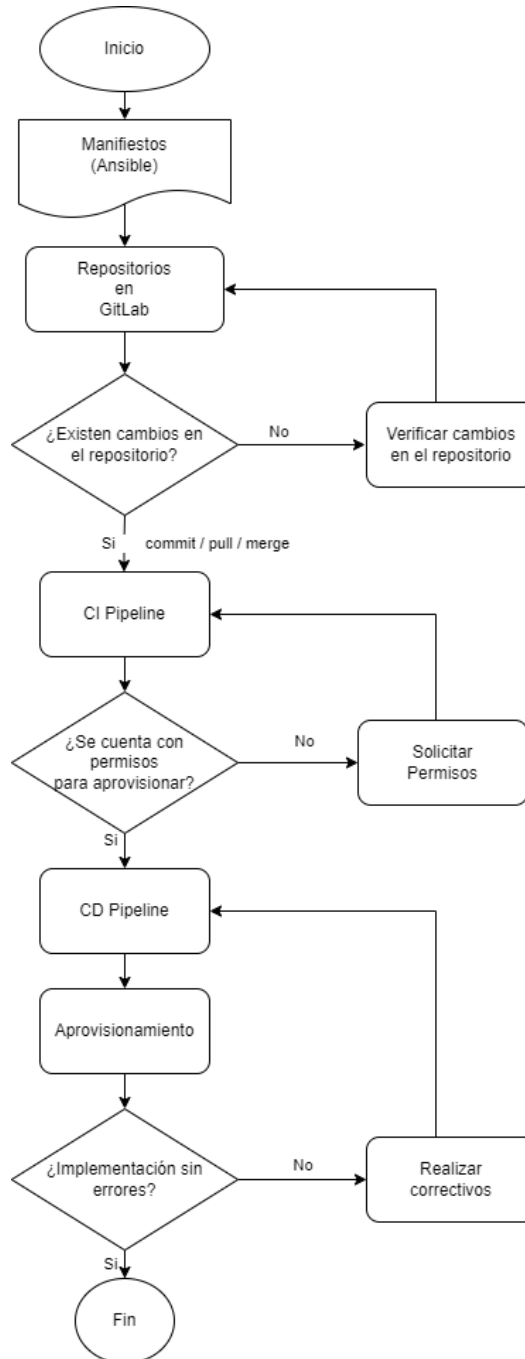 Inicio
Manifiestos
(Ansible)
Repositorios
en
GitLab
¿Existen cambios en
el repositorio?
No
Verificar cambios
en el repositorio
Si
commit / pull / merge
CI Pipeline
¿Se cuenta con
permisos
para aprovisionar?
No
Solicitar
Permisos
Si
CD Pipeline
Aprovisionamiento
¿Implementación sin
errores?
No
Realizar
correctivos
Si
Fin